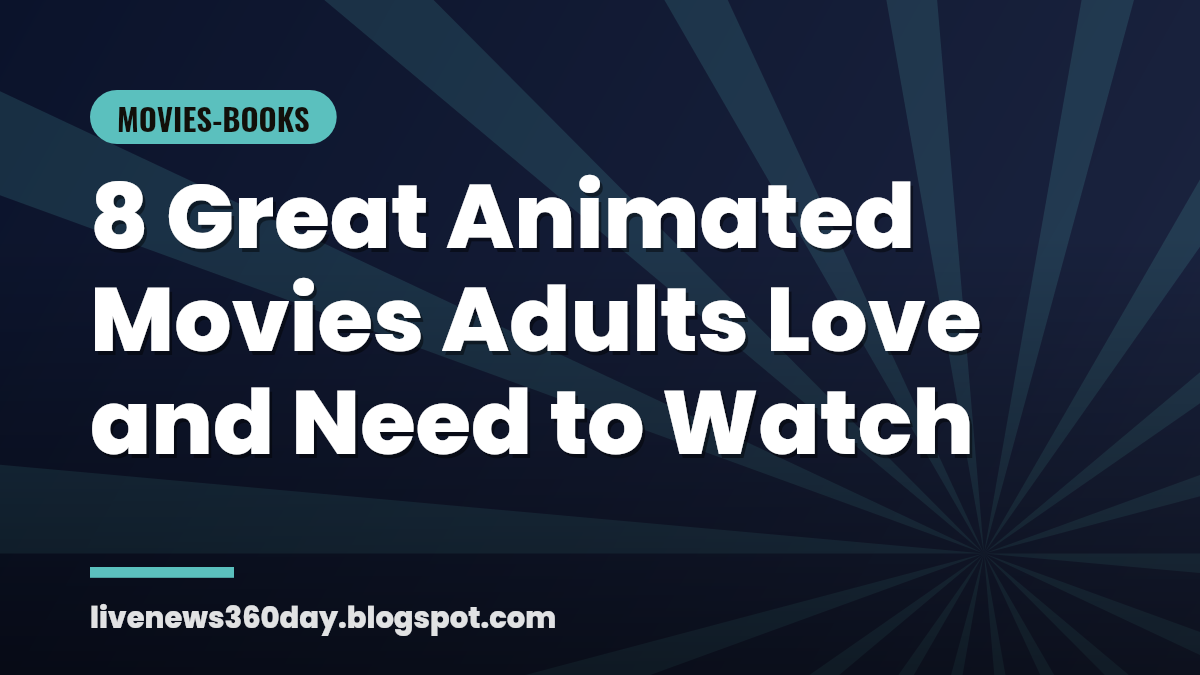 MOVIES-BOOKS
8 Great Animated
Movies Adults Love
and Need to Watch
livenews360day.blogspot.com